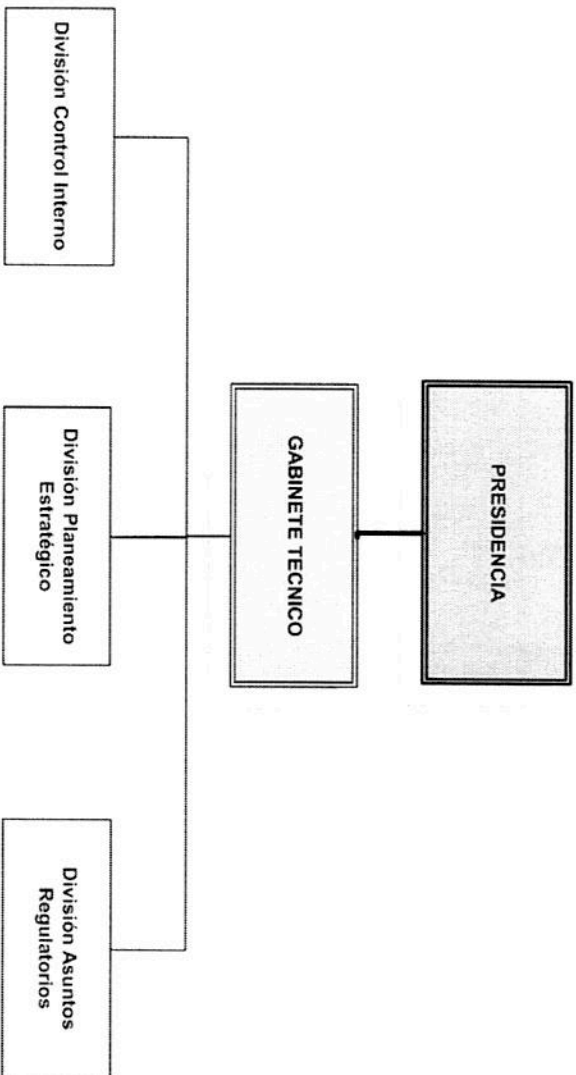 PRESIDENCIA
GABINETE TECNICO
División Control Interno
División Planeamiento
Estratégico
División Asuntos
Regulatorios